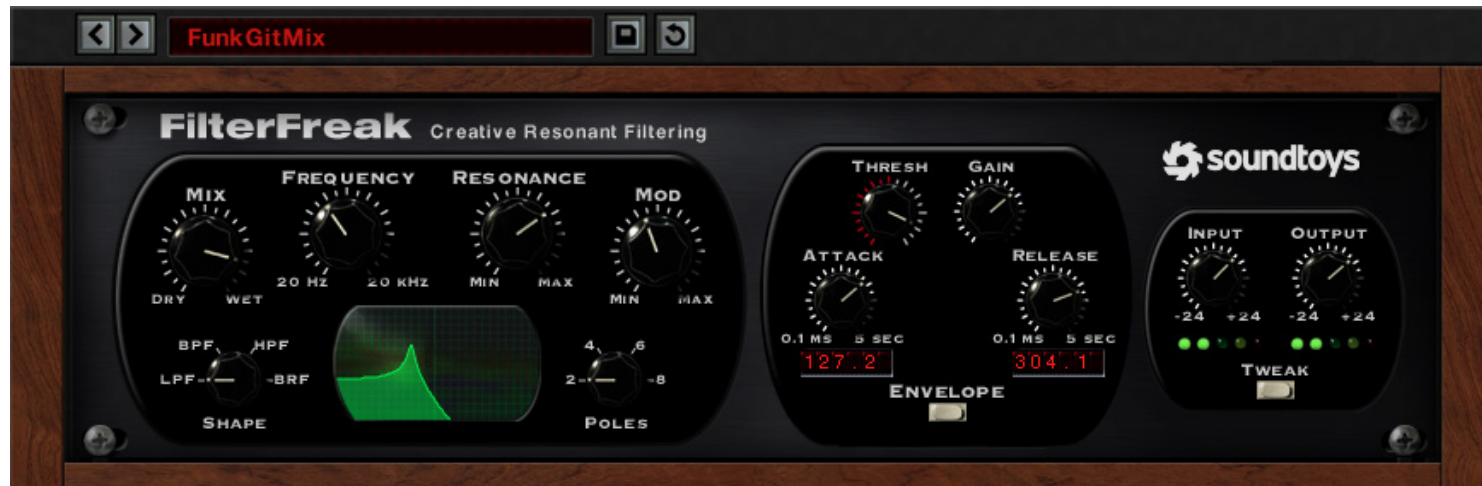 FunkGitMix
FilterFreak Creative Resonant Filtering
soundtoys
MIX
FREQUENCY
RESONANCE
MOD
DRY WET
20 HZ 20 KHZ
MIN MAX
MIN MAX
BPF HPF
LPF BRF
SHAPE
4 6
2 8
POLES
THRESH GAIN
ATTACK RELEASE
0.1 MS 5 SEC
0.1 MS 5 SEC
127.2
304.1
ENVELOPE
INPUT OUTPUT
-24 +24
-24 +24
TWEAK